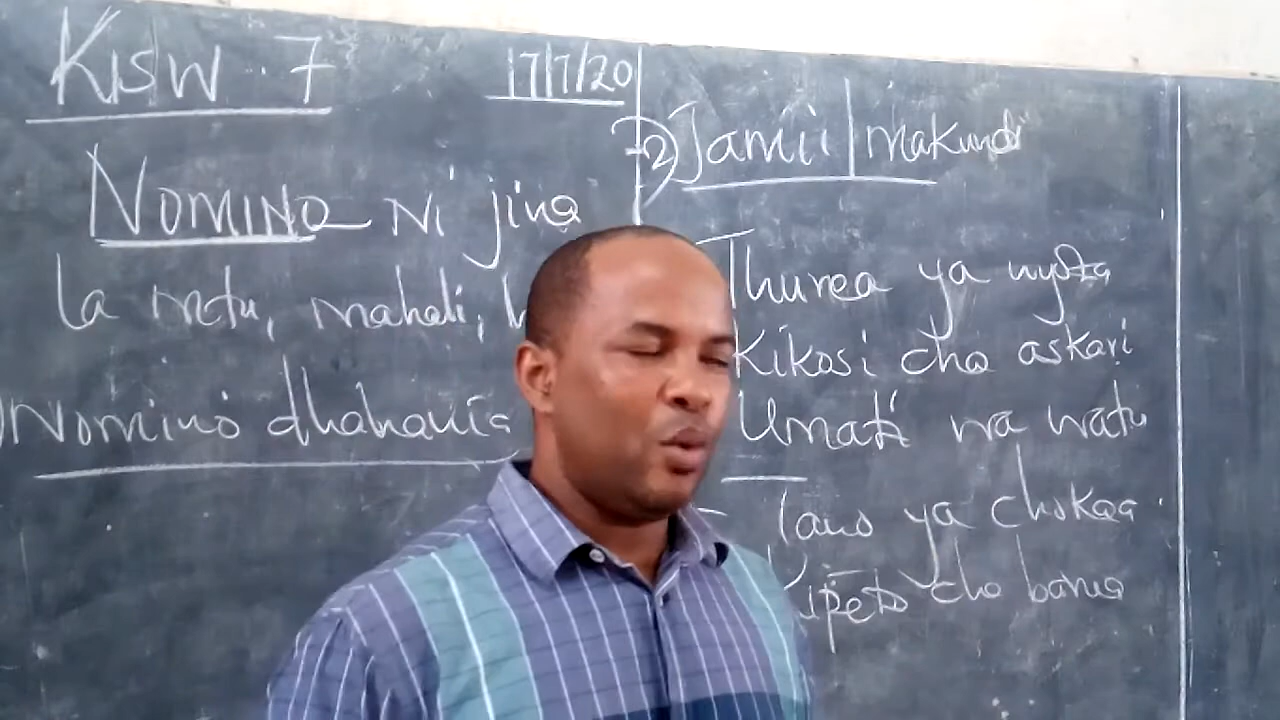 KISW. 7
17/7/20
NOMINO NI jina
la mtu, mahali,
Nomino dhahania
2) Jamii/makundi
Thurea ya nyota
Kikosi cha askari
Umati wa watu
- Tano ya chokaa
Kipeto cha barua